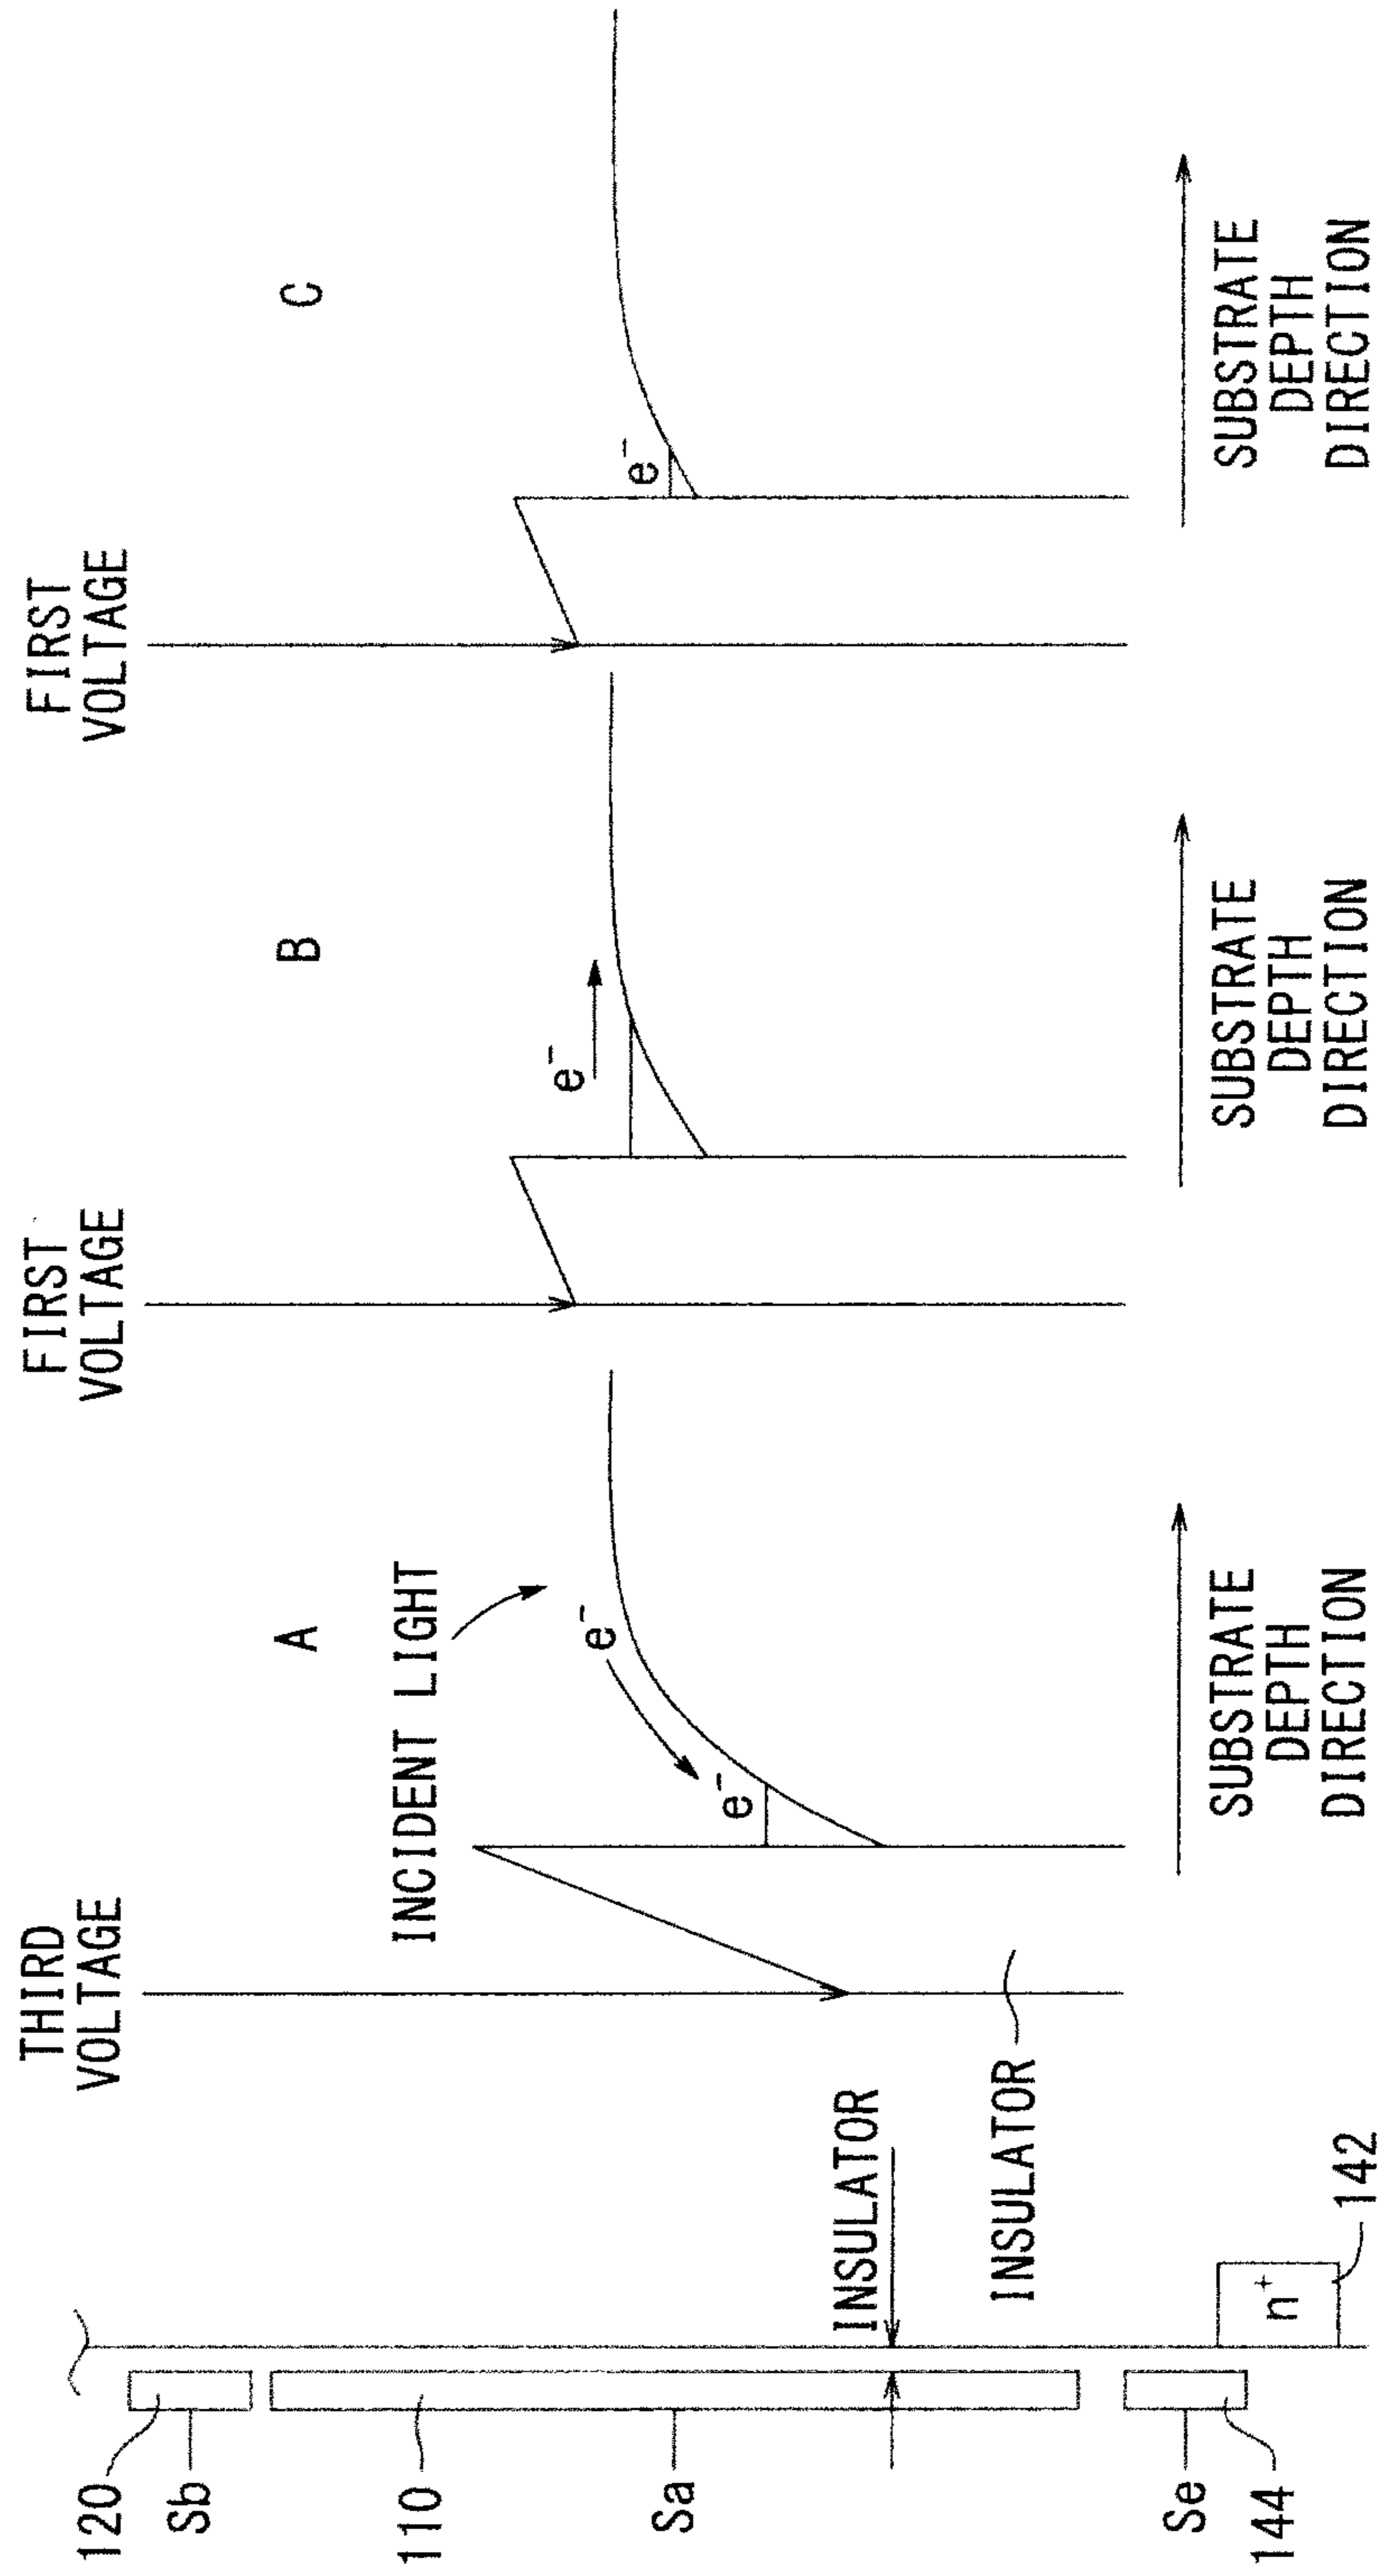 120
Sb
110
Sa
Se
144
INSULATOR
INSULATOR
n+
142
THIRD
VOLTAGE
A
INCIDENT LIGHT
e−
e−
SUBSTRATE
DEPTH
DIRECTION
FIRST
VOLTAGE
B
e−
SUBSTRATE
DEPTH
DIRECTION
FIRST
VOLTAGE
C
e−
SUBSTRATE
DEPTH
DIRECTION